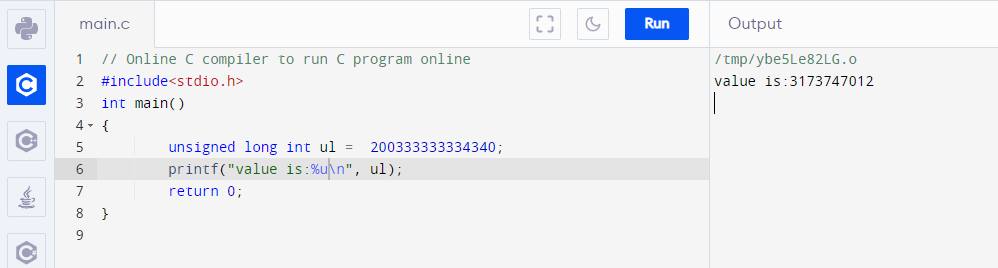 main.c
Run
Output
1 // Online C compiler to run C program online
2 #include<stdio.h>
3 int main()
4 {
5 unsigned long int ul =  200333333334340;
6 printf("value is:%u\n", ul);
7 return 0;
8 }
9
/tmp/ybe5Le82LG.o
value is:3173747012